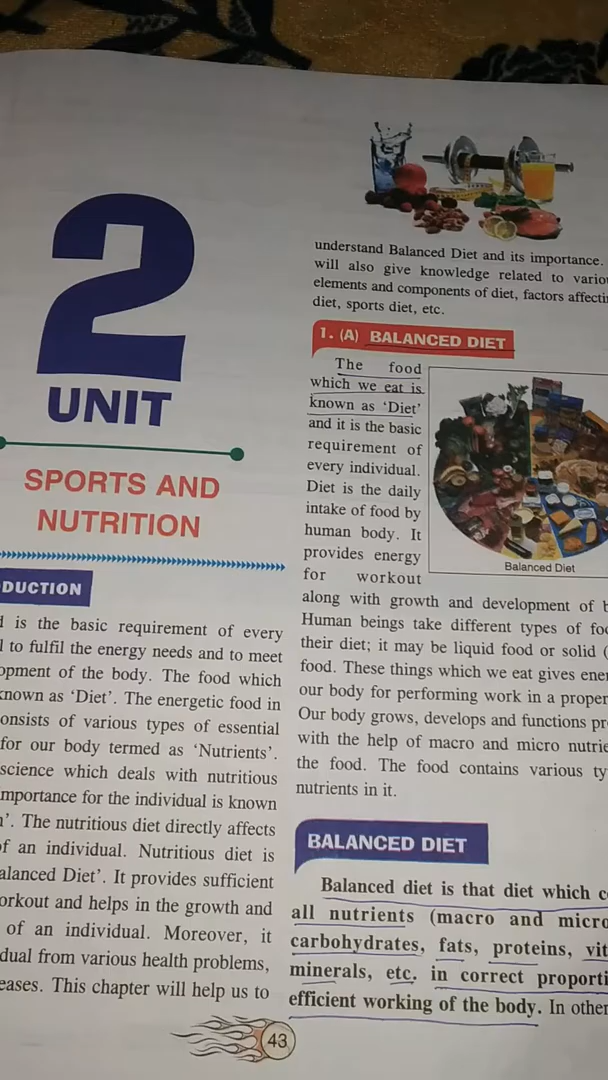 2
UNIT
SPORTS AND
NUTRITION
DUCTION
is the basic requirement of every
to fulfil the energy needs and to meet
opment of the body. The food which
known as ‘Diet’. The energetic food in
onsists of various types of essential
for our body termed as ‘Nutrients’.
science which deals with nutritious
mportance for the individual is known
’. The nutritious diet directly affects
of an individual. Nutritious diet is
alanced Diet’. It provides sufficient
orkout and helps in the growth and
of an individual. Moreover, it
dual from various health problems,
eases. This chapter will help us to
understand Balanced Diet and its importance.
will also give knowledge related to variou
elements and components of diet, factors affecti
diet, sports diet, etc.
1. (A) BALANCED DIET
The food
which we eat is
known as ‘Diet’
and it is the basic
requirement of
every individual.
Diet is the daily
intake of food by
human body. It
provides energy
for workout
Balanced Diet
along with growth and development of b
Human beings take different types of foo
their diet; it may be liquid food or solid (
food. These things which we eat gives ener
our body for performing work in a proper
Our body grows, develops and functions pr
with the help of macro and micro nutrie
the food. The food contains various ty
nutrients in it.
BALANCED DIET
Balanced diet is that diet which c
all nutrients (macro and micro
carbohydrates, fats, proteins, vit
minerals, etc. in correct proporti
efficient working of the body. In other
43